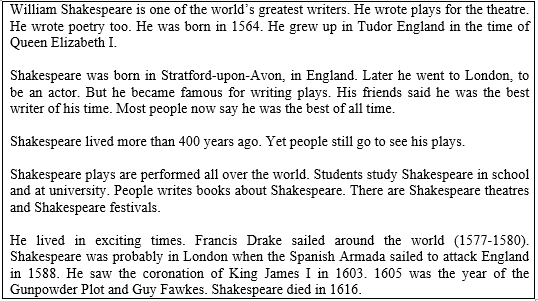 William Shakespeare is one of the world's greatest writers. He wrote plays for the theatre.
He wrote poetry too. He was born in 1564. He grew up in Tudor England in the time of
Queen Elizabeth I.
Shakespeare was born in Stratford-upon-Avon, in England. Later he went to London, to
be an actor. But he became famous for writing plays. His friends said he was the best
writer of his time. Most people now say he was the best of all time.
Shakespeare lived more than 400 years ago. Yet people still go to see his plays.
Shakespeare plays are performed all over the world. Students study Shakespeare in school
and at university. People writes books about Shakespeare. There are Shakespeare theatres
and Shakespeare festivals.
He lived in exciting times. Francis Drake sailed around the world (1577-1580).
Shakespeare was probably in London when the Spanish Armada sailed to attack England
in 1588. He saw the coronation of King James I in 1603. 1605 was the year of the
Gunpowder Plot and Guy Fawkes. Shakespeare died in 1616.